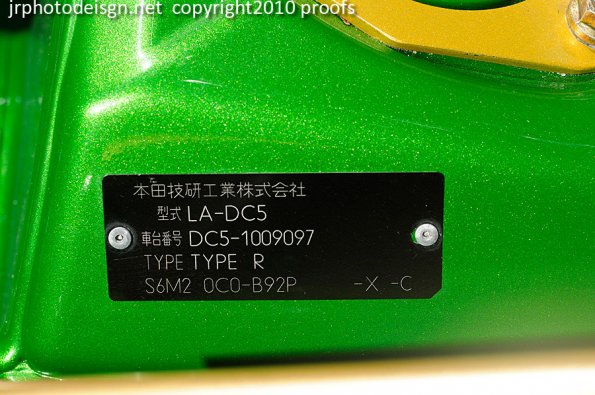 jrphotodeisgn.net copyright2010 proofs
本田技研工業株式会社
型式 LA-DC5
車台番号 DC5-1009097
TYPE TYPE R
S6M2 0C0-B92P -X -C